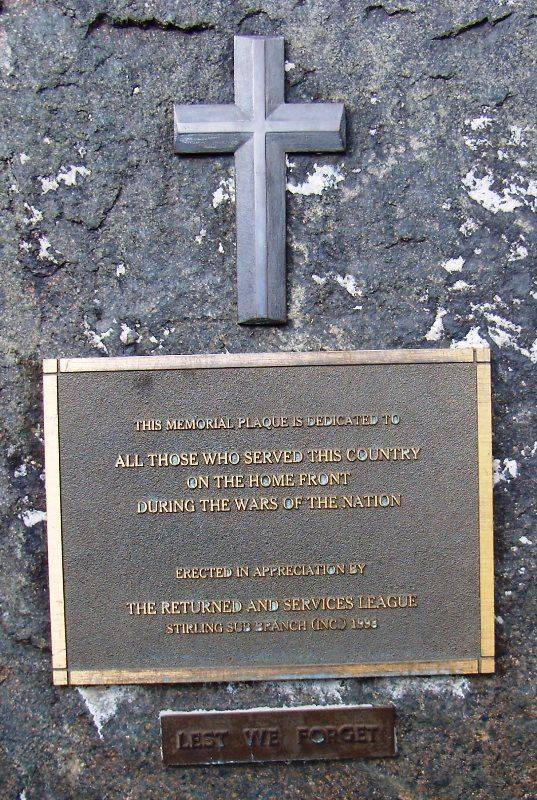 THIS MEMORIAL PLAQUE IS DEDICATED TO
ALL THOSE WHO SERVED THIS COUNTRY
ON THE HOME FRONT
DURING THE WARS OF THE NATION
ERECTED IN APPRECIATION BY
THE RETURNED AND SERVICES LEAGUE
STIRLING SUB BRANCH (INC) 1998
LEST WE FORGET